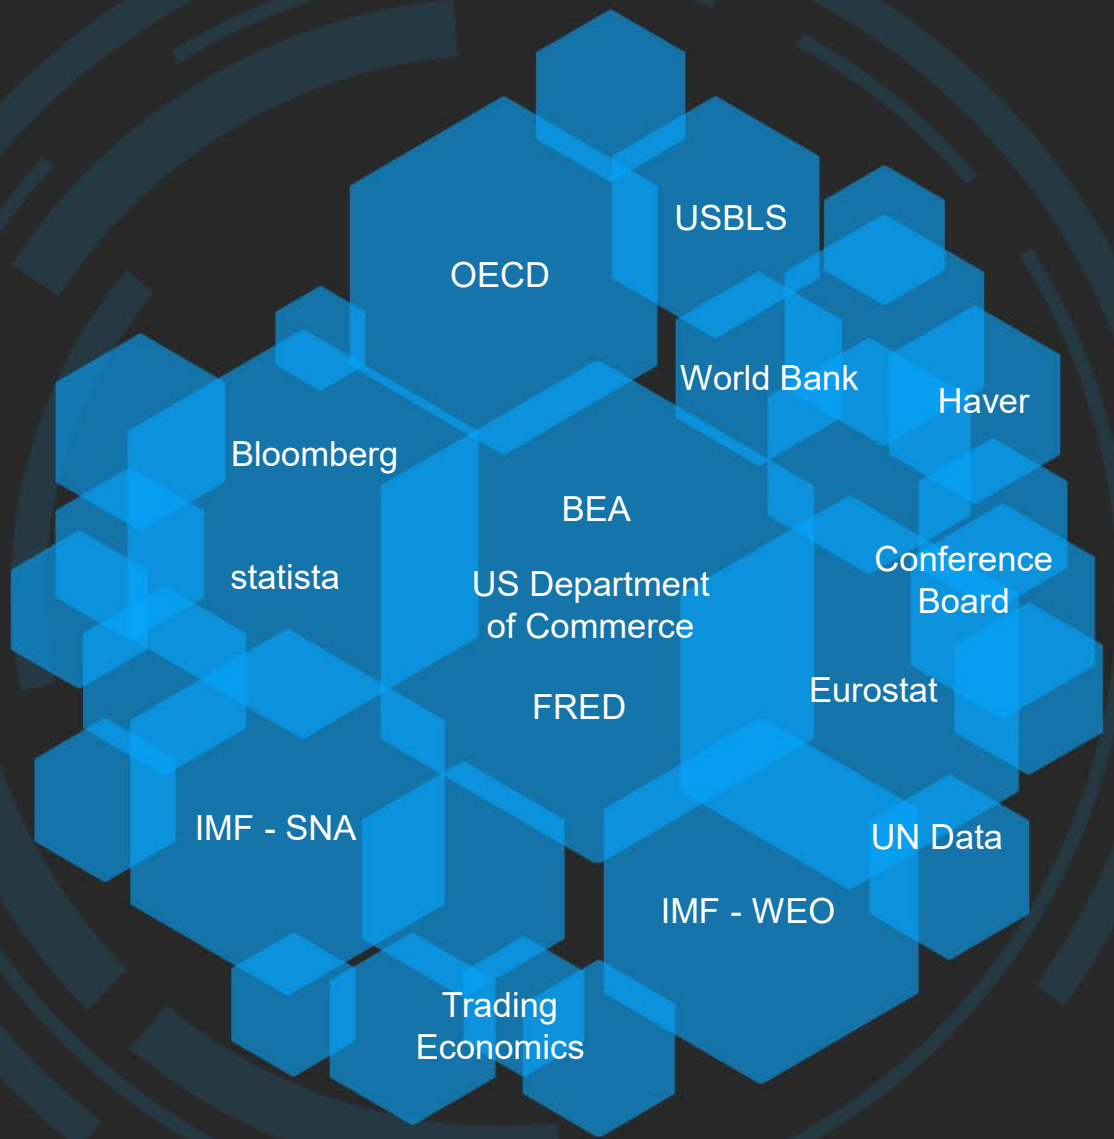 USBLS
OECD
World Bank
Haver
Bloomberg
BEA
statista
US Department
of Commerce
Conference
Board
FRED
Eurostat
IMF - SNA
UN Data
IMF - WEO
Trading
Economics